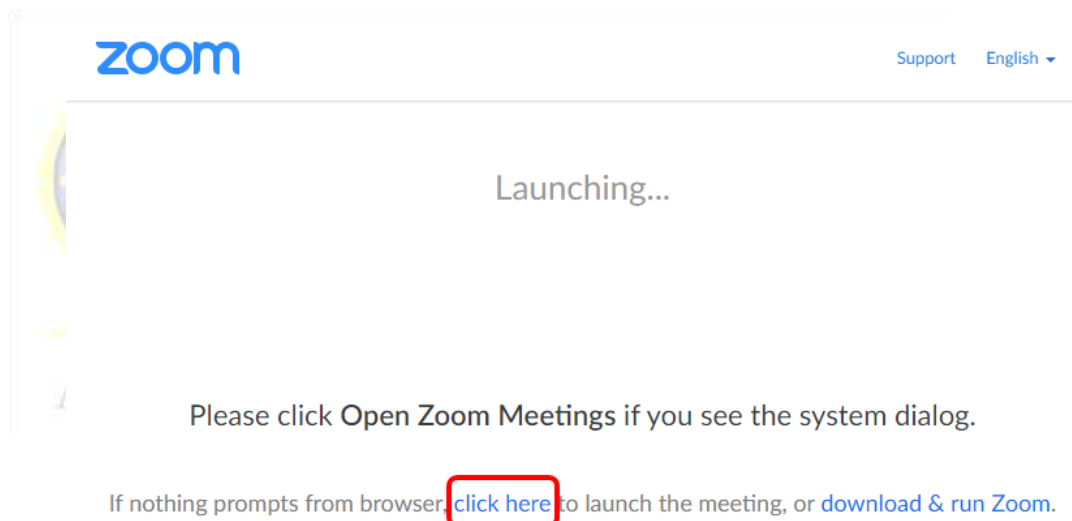 zoom
Support English
Launching...
Please click Open Zoom Meetings if you see the system dialog.
If nothing prompts from browser, click here to launch the meeting, or download & run Zoom.